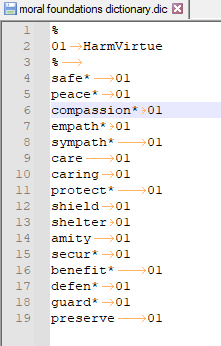 moral foundations dictionary.dic
1 %
2 01 HarmVirtue
3 %
4 safe* 01
5 peace* 01
6 compassion* 01
7 empath* 01
8 sympath* 01
9 care 01
10 caring 01
11 protect* 01
12 shield 01
13 shelter 01
14 amity 01
15 secur* 01
16 benefit* 01
17 defen* 01
18 guard* 01
19 preserve 01